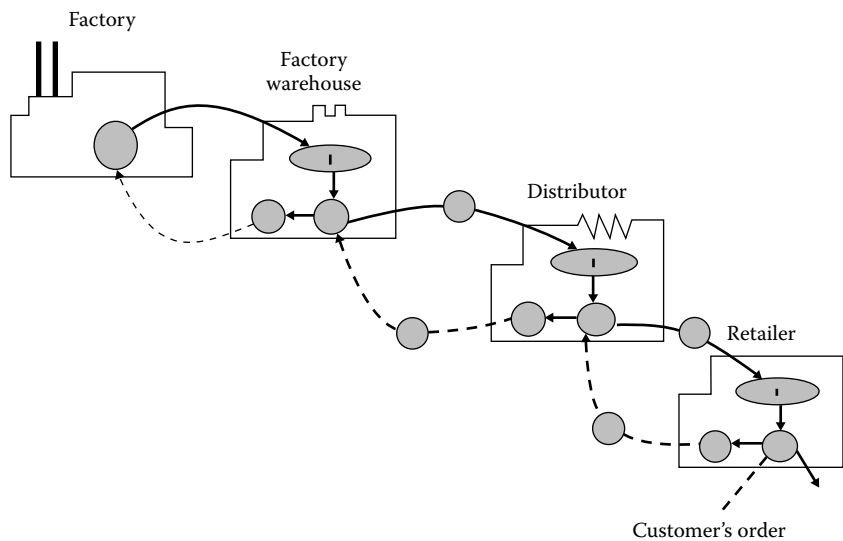 Factory
Factory
warehouse
I
Distributor
I
Retailer
I
Customer's order